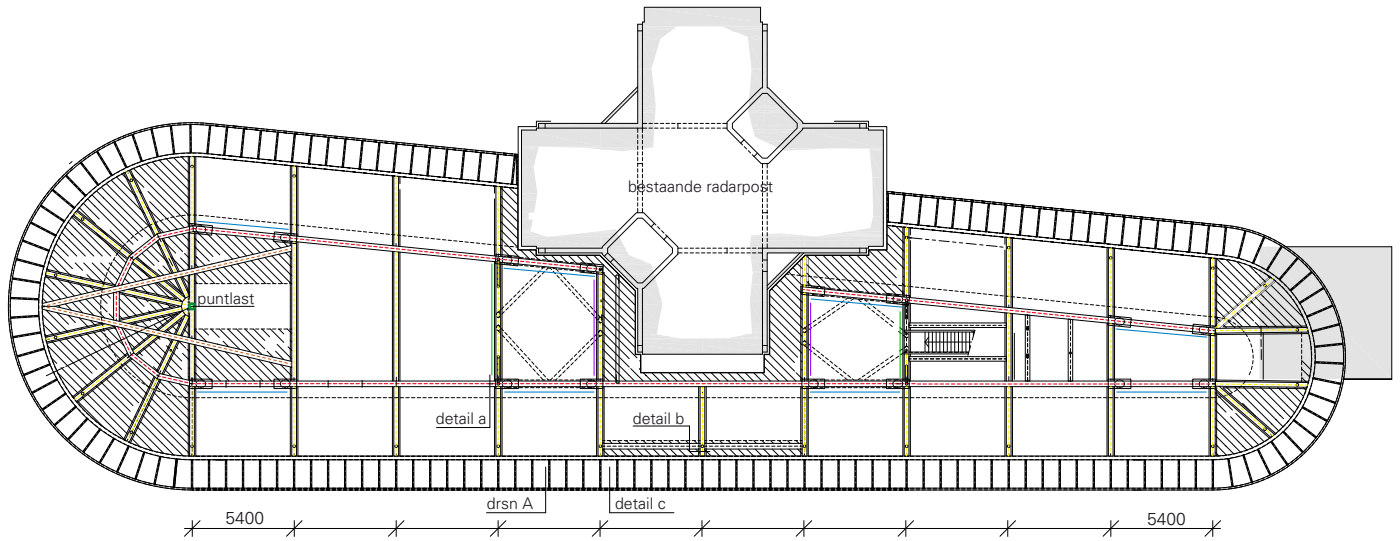 bestaande radarpost
puntlast
detail a
detail b
drsn A
detail c
5400
5400